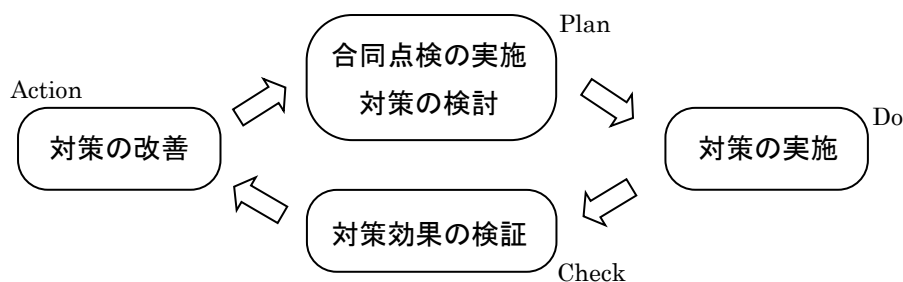 Plan
合同点検の実施
対策の検討
Do
対策の実施
Check
対策効果の検証
Action
対策の改善